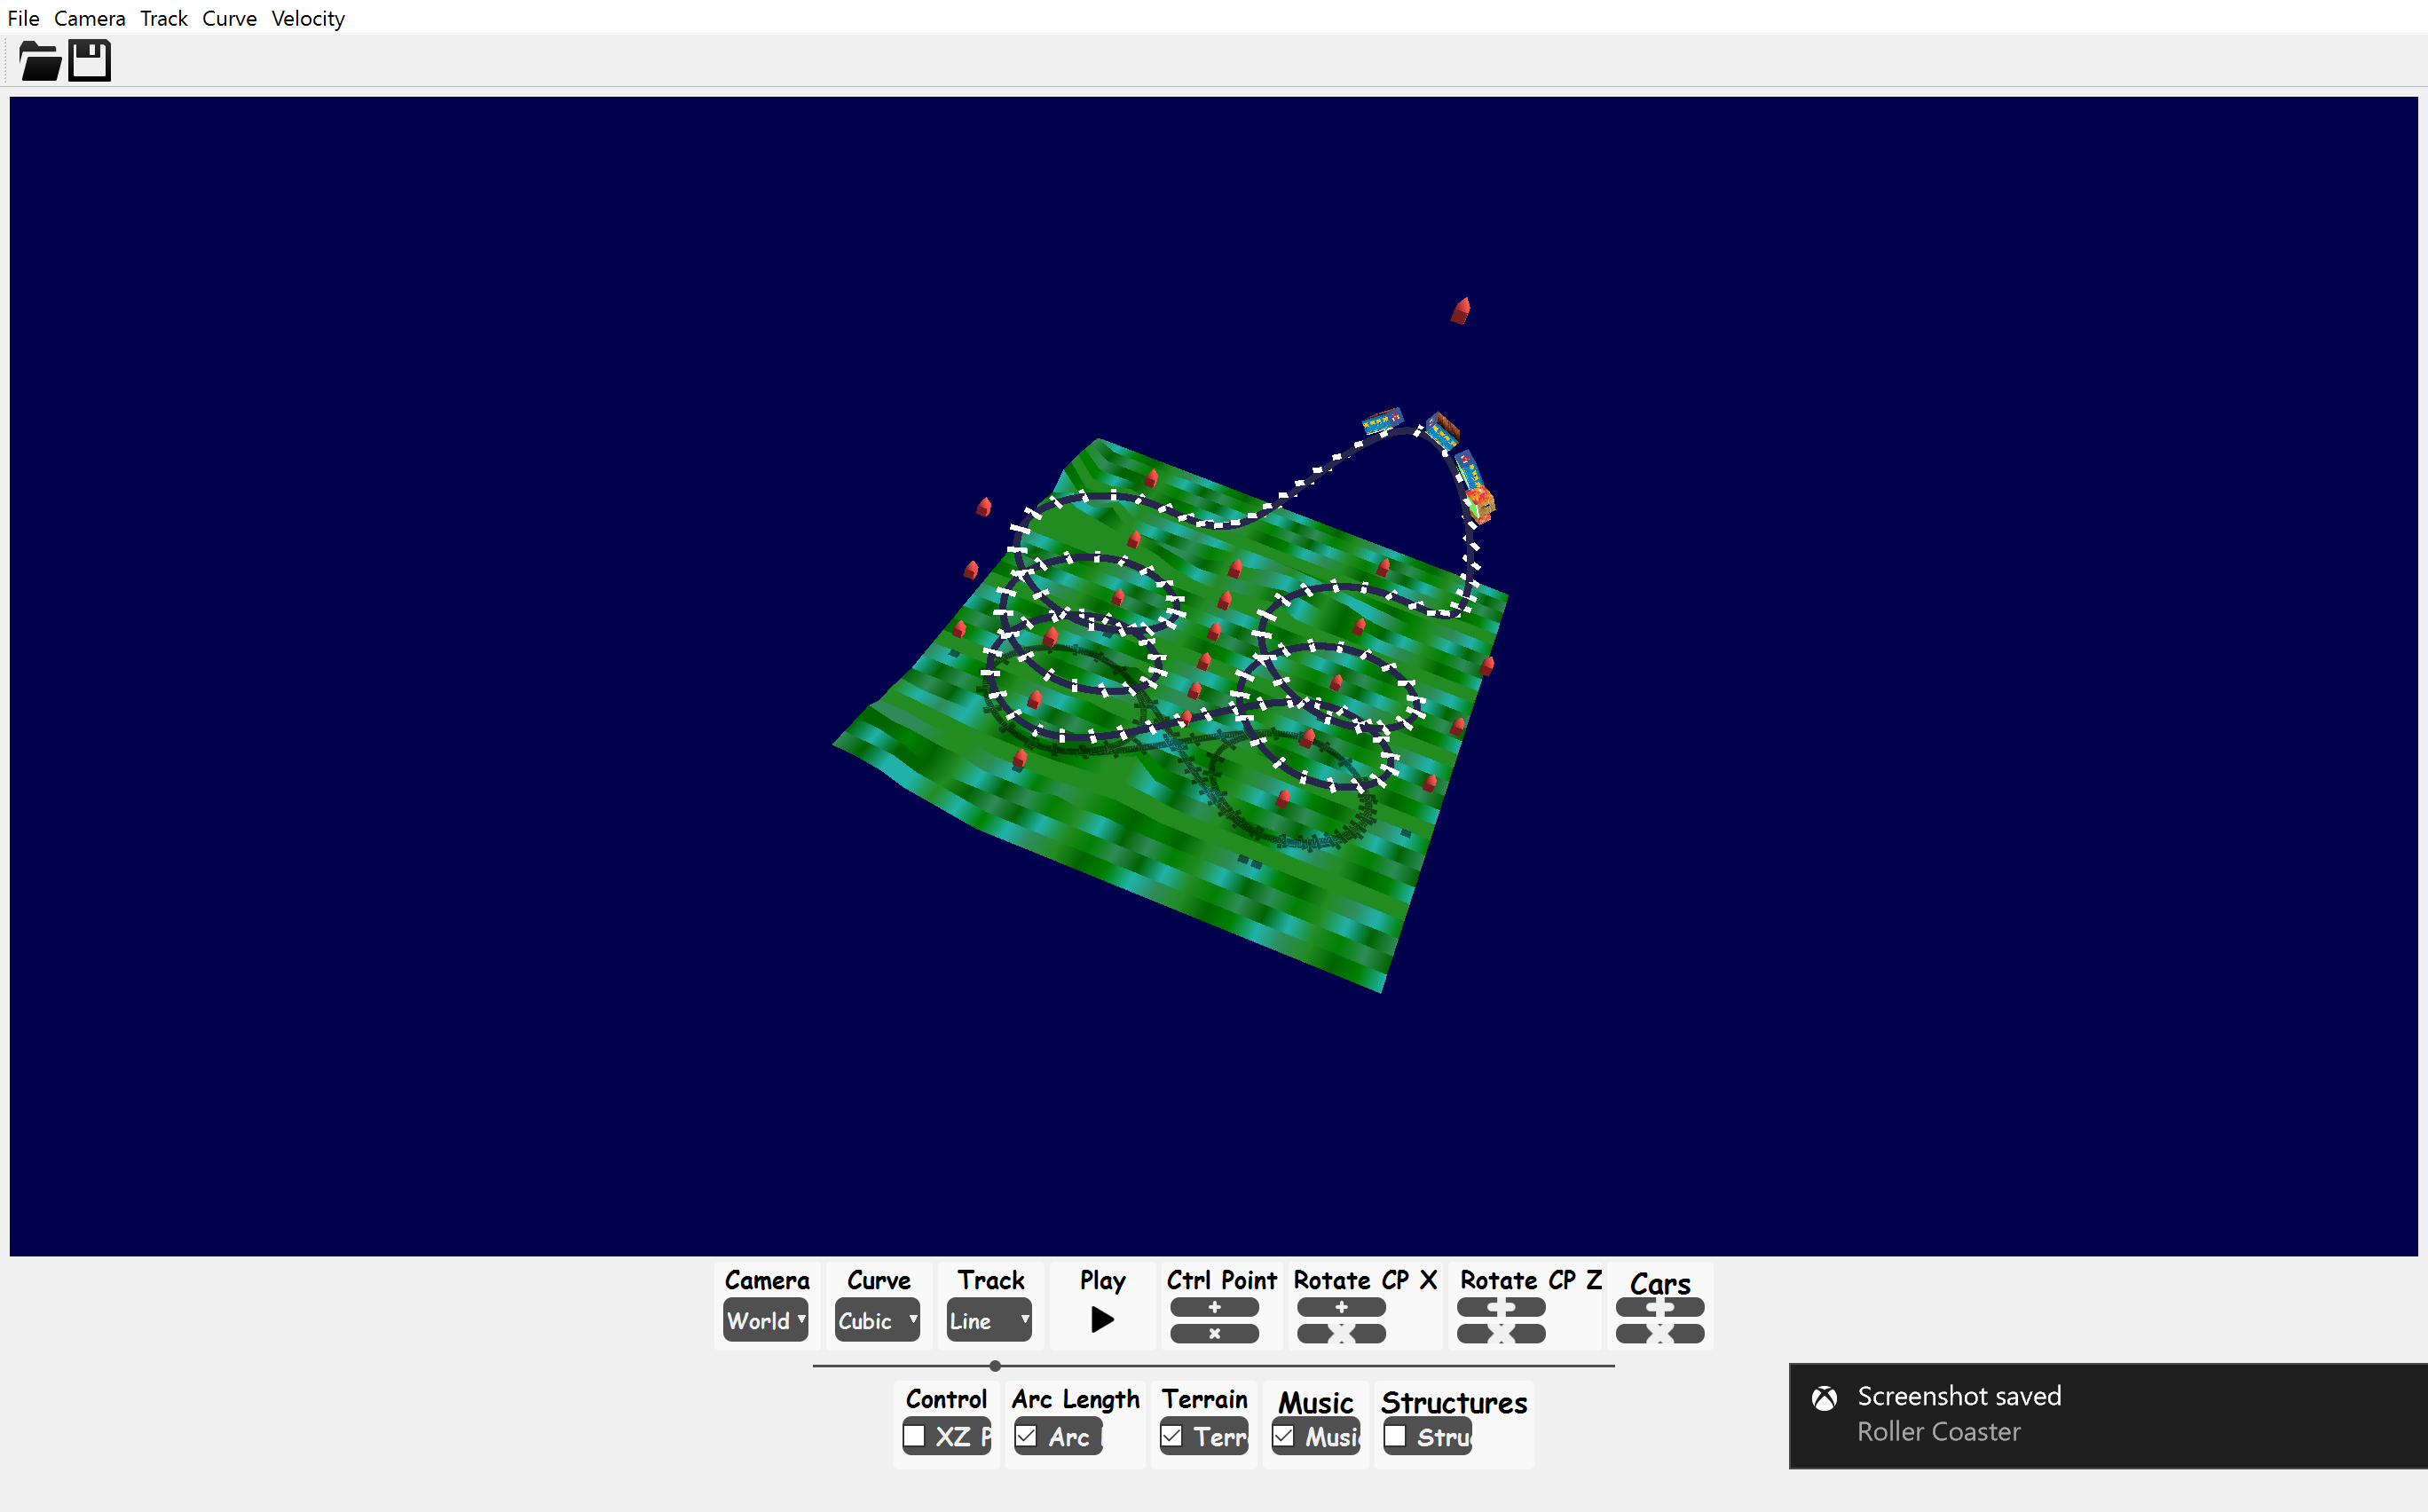 File Camera Track Curve Velocity
Camera Curve Track Play Ctrl Point Rotate CP X Rotate CP Z Cars
World Cubic Line
Control Arc Length Terrain Music Structures
XZ P Arc Terr Musi Stru
Screenshot saved
Roller Coaster